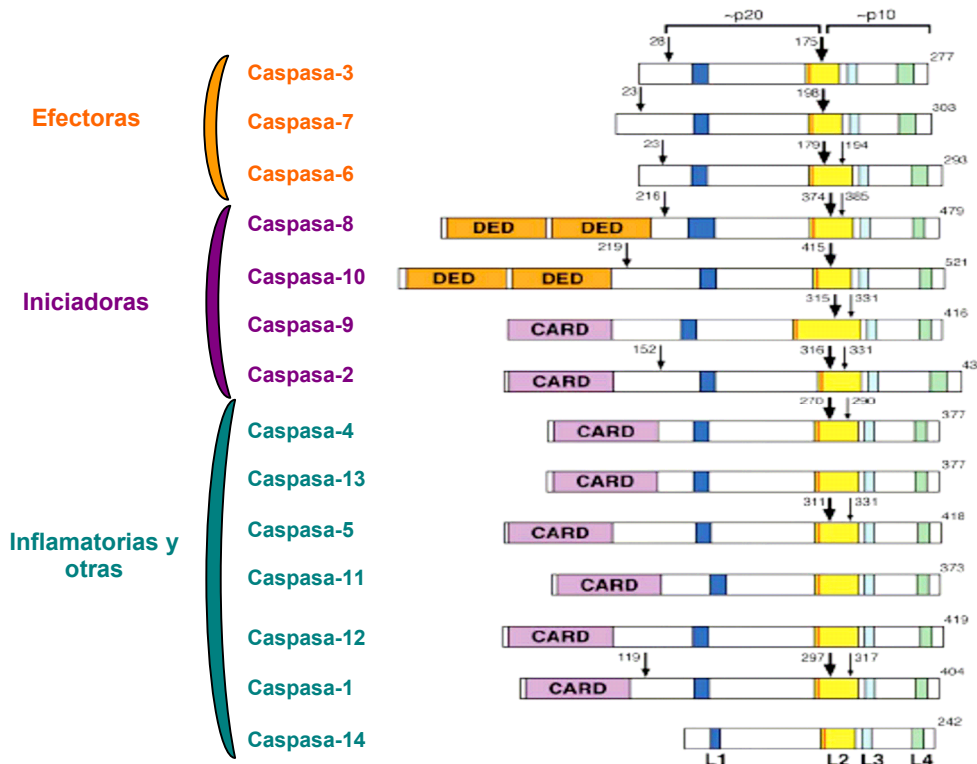 ~p20 ~p10
28 175 277
Caspasa-3
23 198 303
Efectoras
Caspasa-7
23 179 194 293
Caspasa-6
216 374 385 479
Caspasa-8 DED DED
219 415 521
Caspasa-10 DED DED
Iniciadoras
315 331 416
Caspasa-9 CARD
152 316 331 43
Caspasa-2 CARD
270 290 377
Caspasa-4 CARD
377
Caspasa-13 CARD
311 331 418
Caspasa-5 CARD
Inflamatorias y
otras
373
Caspasa-11 CARD
419
Caspasa-12 CARD
119 297 317 404
Caspasa-1 CARD
242
Caspasa-14
L1 L2 L3 L4